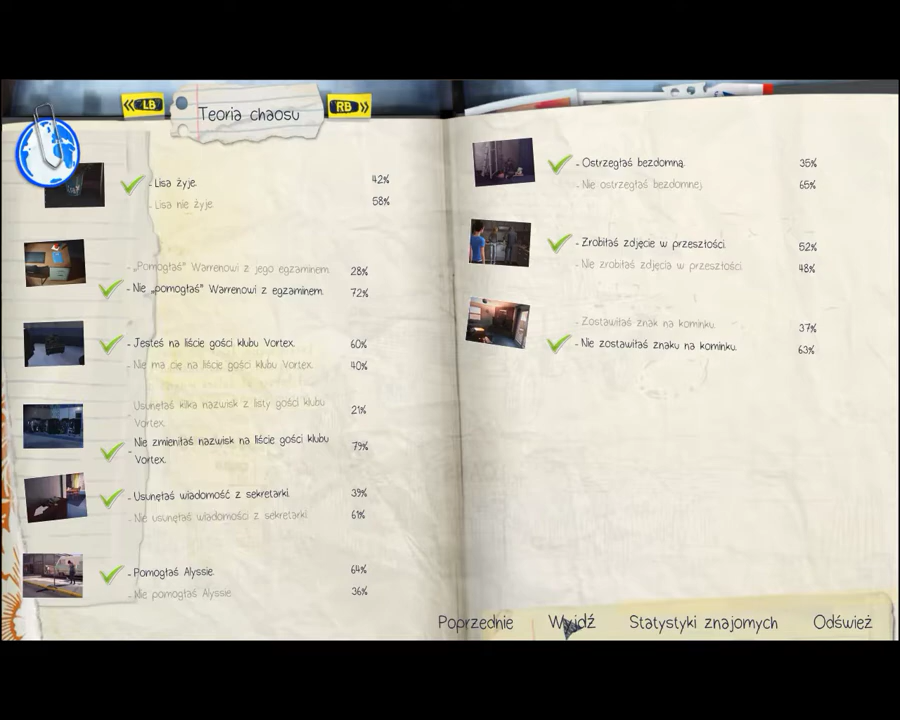 LB
Teoria chaosu
RB
- Lisa żyje. 42%
- Lisa nie żyje. 58%
- „Pomogłaś” Warrenowi z jego egzaminem. 28%
- Nie „pomogłaś” Warrenowi z egzaminem. 72%
- Jesteś na liście gości klubu Vortex. 60%
- Nie ma cię na liście gości klubu Vortex. 40%
- Usunęłaś kilka nazwisk z listy gości klubu 21%
Vortex.
- Nie zmieniłaś nazwisk na liście gości klubu 79%
Vortex.
- Usunęłaś wiadomość z sekretarki. 39%
- Nie usunęłaś wiadomości z sekretarki. 61%
- Pomogłaś Alyssie. 64%
- Nie pomogłaś Alyssie. 36%
- Ostrzegłaś bezdomną. 35%
- Nie ostrzegłaś bezdomnej. 65%
- Zrobiłaś zdjęcie w przeszłości. 52%
- Nie zrobiłaś zdjęcia w przeszłości. 48%
- Zostawiłaś znak na kominku. 37%
- Nie zostawiłaś znaku na kominku. 63%
Poprzednie Wyjdź Statystyki znajomych Odśwież